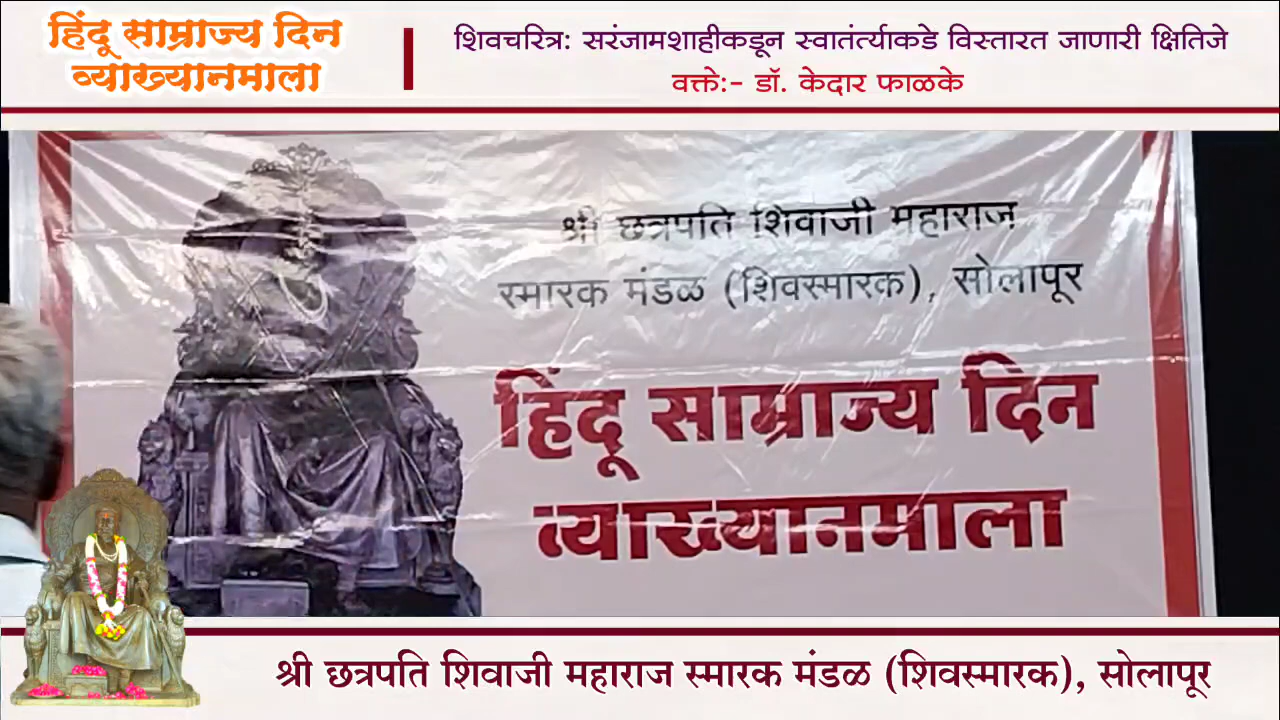 हिंदू साम्राज्य दिन
व्याख्यानमाला
शिवचरित्र: सरंजामशाहीकडून स्वातंर्त्याकडे विस्तारत जाणारी क्षितिजे
वक्ते:- डॉ. केदार फाळके
श्री छत्रपति शिवाजी महाराज
स्मारक मंडळ (शिवस्मारक), सोलापूर
हिंदू साम्राज्य दिन
व्याख्यानमाला
श्री छत्रपति शिवाजी महाराज स्मारक मंडळ (शिवस्मारक), सोलापूर